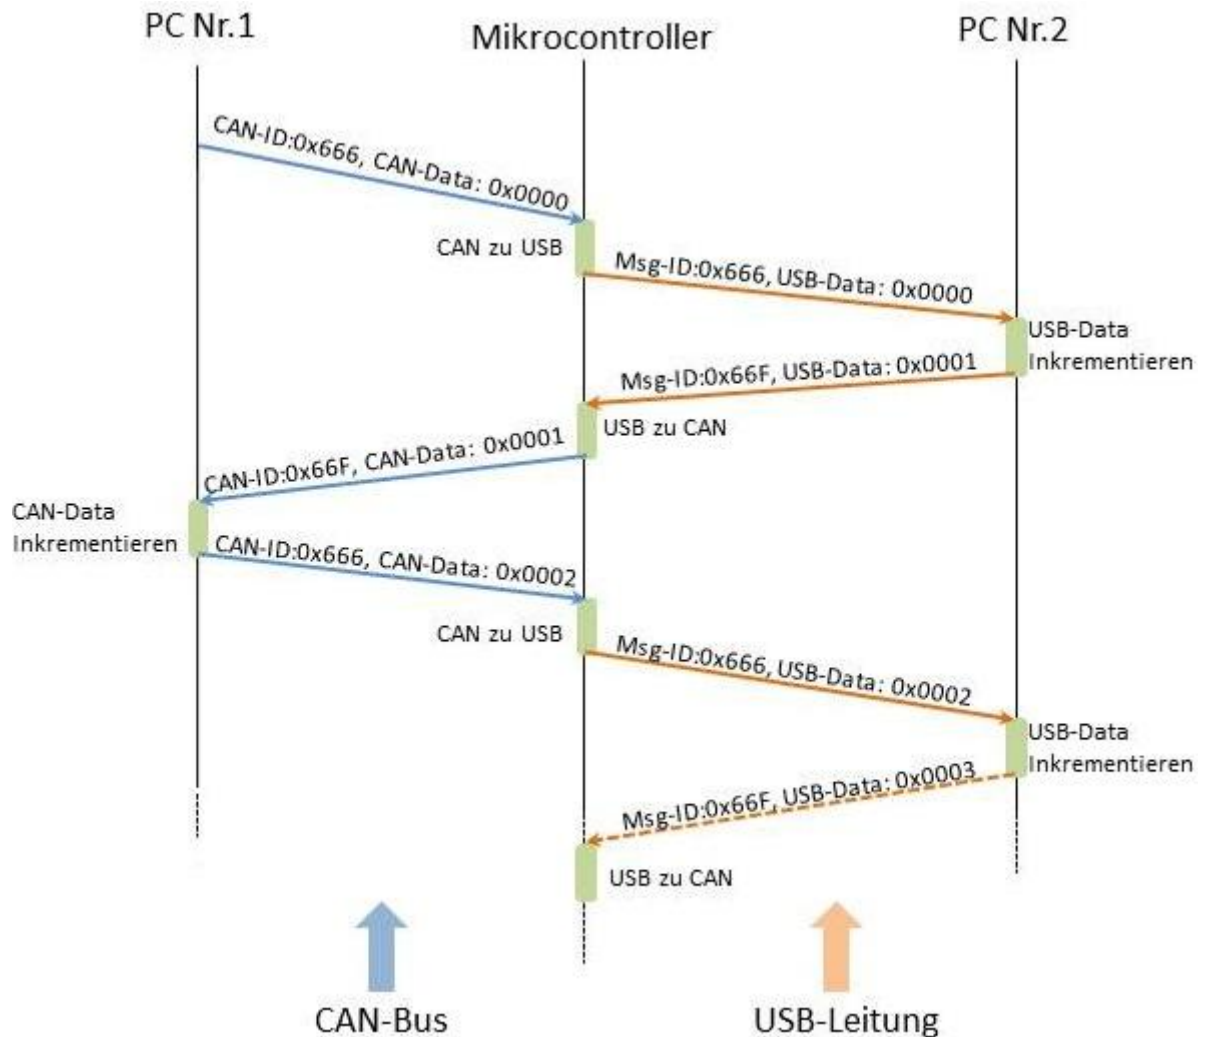 PC Nr.1
Mikrocontroller
PC Nr.2
CAN-ID:0x666, CAN-Data: 0x0000
CAN zu USB
Msg-ID:0x666, USB-Data: 0x0000
USB-Data
Inkrementieren
Msg-ID:0x66F, USB-Data: 0x0001
USB zu CAN
CAN-ID:0x66F, CAN-Data: 0x0001
CAN-Data
Inkrementieren
CAN-ID:0x666, CAN-Data: 0x0002
CAN zu USB
Msg-ID:0x666, USB-Data: 0x0002
USB-Data
Inkrementieren
Msg-ID:0x66F, USB-Data: 0x0003
USB zu CAN
CAN-Bus
USB-Leitung